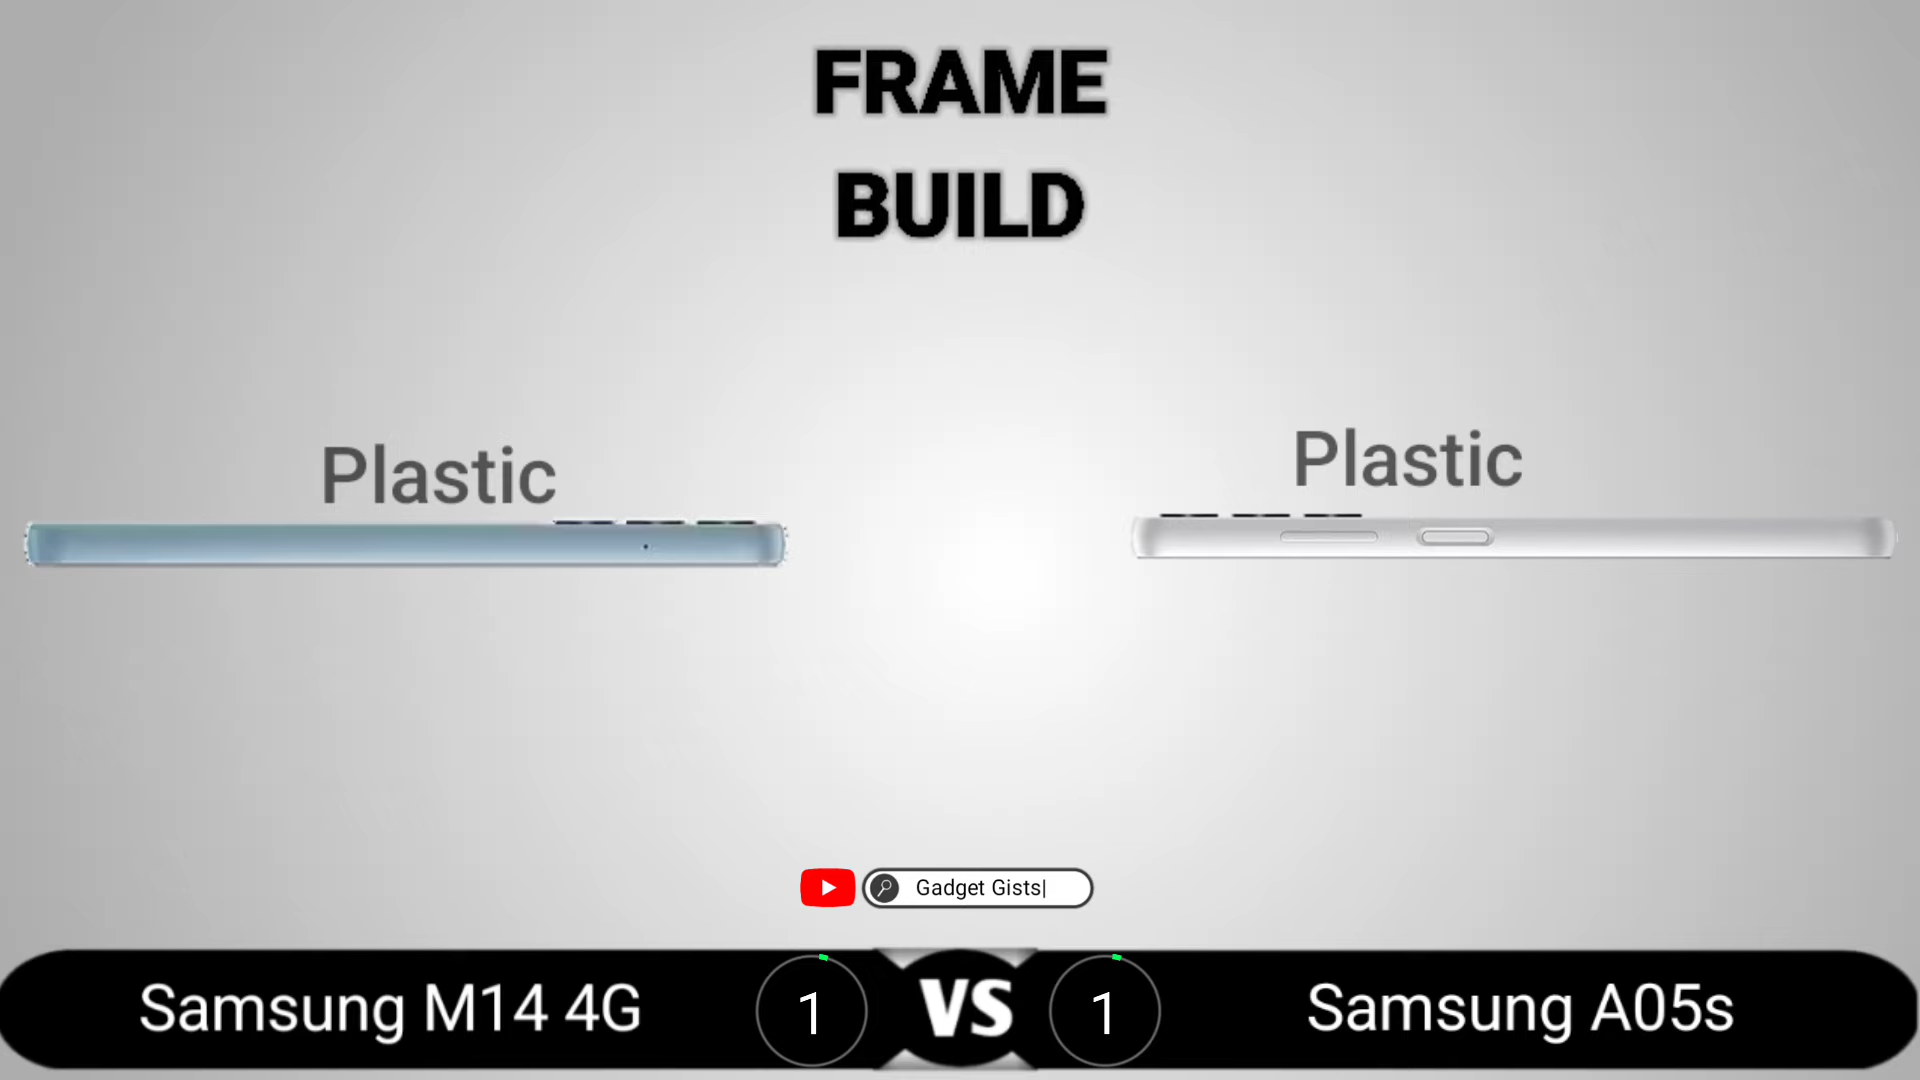 FRAME
BUILD
Plastic
Plastic
Gadget Gists|
Samsung M14 4G
1
VS
1
Samsung A05s